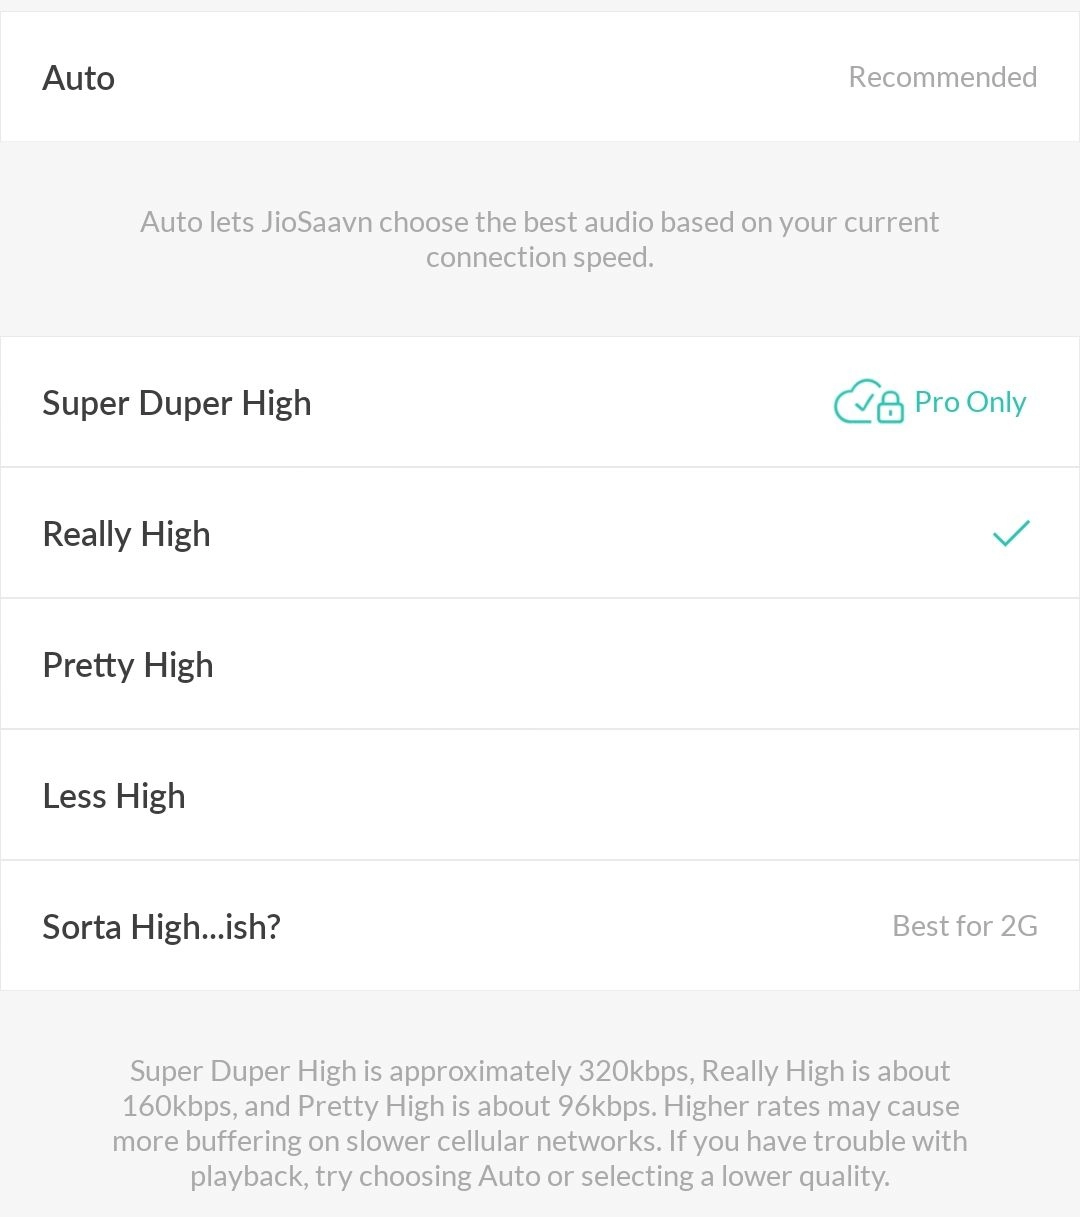 Auto
Recommended
Auto lets JioSaavn choose the best audio based on your current
connection speed.
Super Duper High
Pro Only
Really High
Pretty High
Less High
Sorta High...ish?
Best for 2G
Super Duper High is approximately 320kbps, Really High is about
160kbps, and Pretty High is about 96kbps. Higher rates may cause
more buffering on slower cellular networks. If you have trouble with
playback, try choosing Auto or selecting a lower quality.